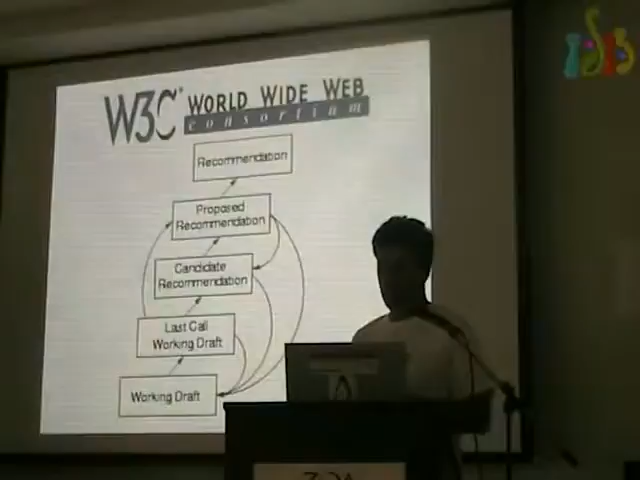 W3C® WORLD WIDE WEB
consortium
Recommendation
Proposed
Recommendation
Candidate
Recommendation
Last Call
Working Draft
Working Draft